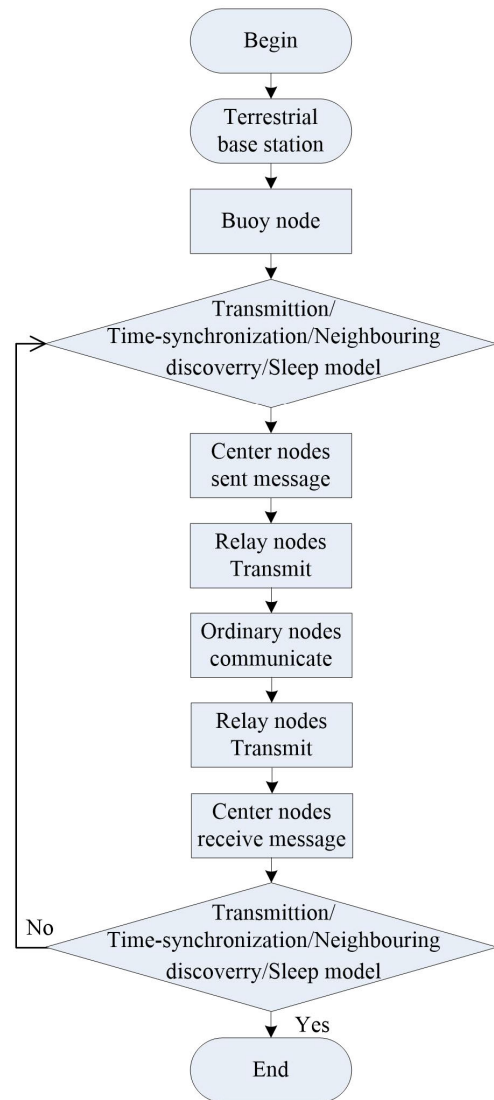 Begin
Terrestrial
base station
Buoy node
Transmittion/
Time-synchronization/Neighbouring
discoverry/Sleep model
Center nodes
sent message
Relay nodes
Transmit
Ordinary nodes
communicate
Relay nodes
Transmit
Center nodes
receive message
Transmittion/
Time-synchronization/Neighbouring
discoverry/Sleep model
No
Yes
End